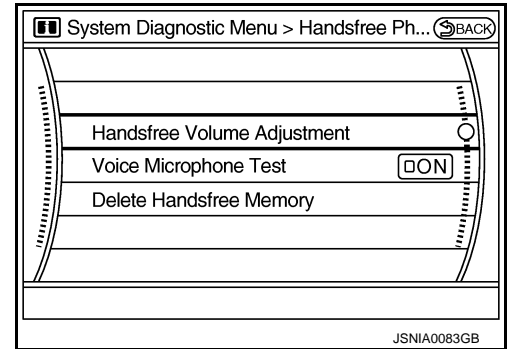 System Diagnostic Menu > Handsfree Ph... BACK
Handsfree Volume Adjustment
Voice Microphone Test ON
Delete Handsfree Memory
JSNIA0083GB